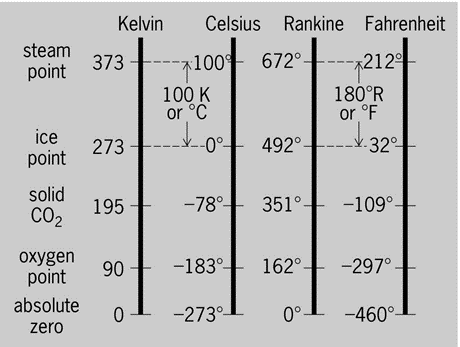 Kelvin Celsius Rankine Fahrenheit
steam
point 373 100° 672° 212°
100 K 180°R
or °C or °F
ice
point 273 0° 492° 32°
solid
CO₂ 195 −78° 351° −109°
oxygen
point 90 −183° 162° −297°
absolute
zero 0 −273° 0° −460°